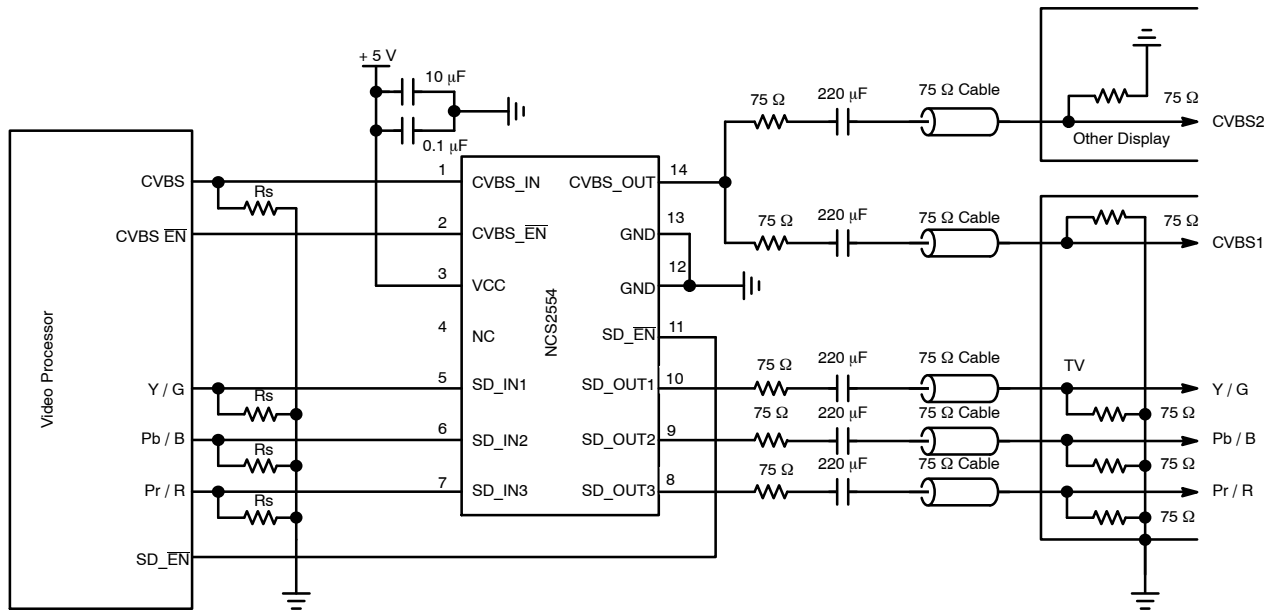 + 5 V
10 μF
0.1 μF
75 Ω
220 μF
75 Ω Cable
75 Ω
CVBS2
Other Display
Video Processor
CVBS
Rs
1
CVBS_IN
CVBS_OUT
14
CVBS E̅N̅
2
CVBS_E̅N̅
GND
13
75 Ω
220 μF
75 Ω Cable
75 Ω
CVBS1
3
VCC
GND
12
4
NC
NCS2554
SD_E̅N̅
11
Y / G
Rs
5
SD_IN1
SD_OUT1
10
75 Ω
220 μF
75 Ω Cable
TV
Y / G
75 Ω
Pb / B
Rs
6
SD_IN2
SD_OUT2
9
75 Ω
220 μF
75 Ω Cable
Pb / B
75 Ω
Pr / R
Rs
7
SD_IN3
SD_OUT3
8
75 Ω
220 μF
75 Ω Cable
Pr / R
75 Ω
SD_E̅N̅